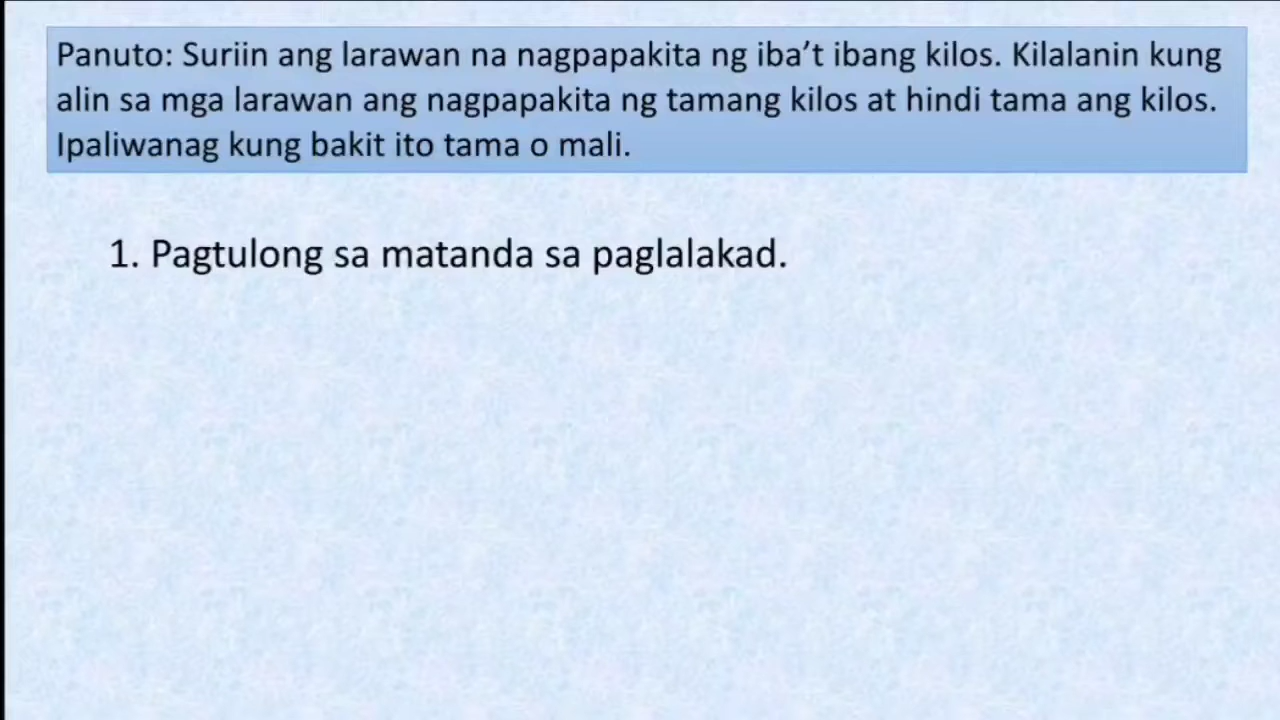 Panuto: Suriin ang larawan na nagpapakita ng iba’t ibang kilos. Kilalanin kung
alin sa mga larawan ang nagpapakita ng tamang kilos at hindi tama ang kilos.
Ipaliwanag kung bakit ito tama o mali.
1. Pagtulong sa matanda sa paglalakad.